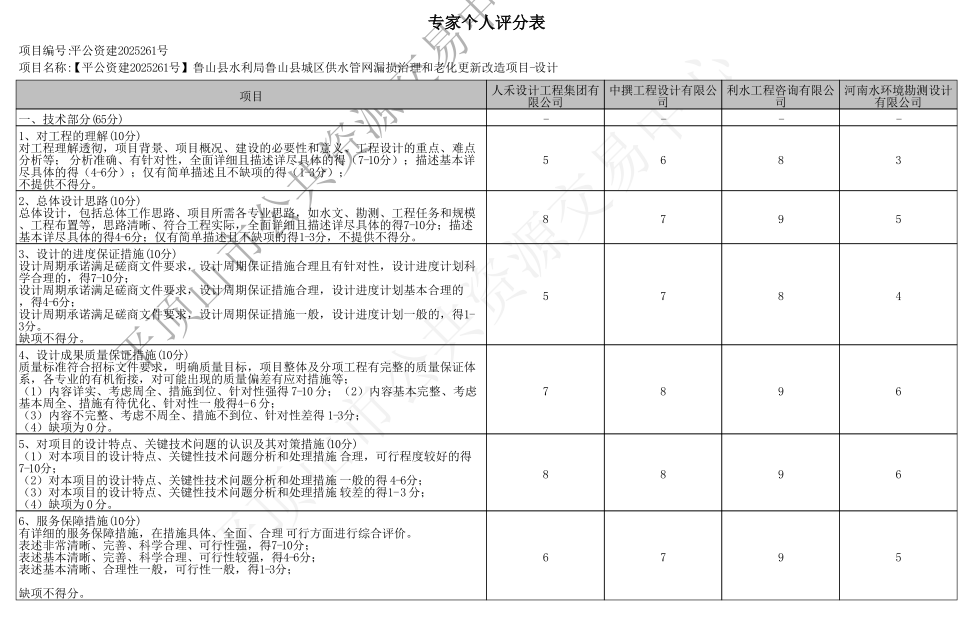 专家个人评分表
项目编号:平公资建2025261号
项目名称:【平公资建2025261号】鲁山县水利局鲁山县城区供水管网漏损治理和老化更新改造项目-设计
项目 人禾设计工程集团有限公司 中撰工程设计有限公司 利水工程咨询有限公司 河南水环境勘测设计有限公司
一、技术部分(65分) - - - -
1、对工程的理解(10分)
对工程理解透彻，项目背景、项目概况、建设的必要性和意义、工程设计的重点、难点
分析等； 分析准确、有针对性，全面详细且描述详尽具体的得（7-10分）；描述基本详
尽具体的得（4-6分）；仅有简单描述且不缺项的得（1-3分）；
不提供不得分。
5 6 8 3
2、总体设计思路(10分)
总体设计，包括总体工作思路、项目所需各专业思路，如水文、勘测、工程任务和规模
、工程布置等，思路清晰、符合工程实际，全面详细且描述详尽具体的得7-10分；描述
基本详尽具体的得4-6分；仅有简单描述且不缺项的得1-3分，不提供不得分。
8 7 9 5
3、设计的进度保证措施(10分)
设计周期承诺满足磋商文件要求，设计周期保证措施合理且有针对性，设计进度计划科
学合理的，得7-10分；
设计周期承诺满足磋商文件要求，设计周期保证措施合理，设计进度计划基本合理的
，得4-6分；
设计周期承诺满足磋商文件要求，设计周期保证措施一般，设计进度计划一般的，得1-
3分。
缺项不得分。
5 7 8 4
4、设计成果质量保证措施(10分)
质量标准符合招标文件要求，明确质量目标，项目整体及分项工程有完整的质量保证体
系，各专业的有机衔接，对可能出现的质量偏差有应对措施等；
（1）内容详实、考虑周全、措施到位、针对性强得 7-10 分； （2）内容基本完整、考虑
基本周全、措施有待优化、针对性一 般得4-6 分；
（3）内容不完整、考虑不周全、措施不到位、针对性差得 1-3分；
（4）缺项为 0 分。
7 8 9 6
5、对项目的设计特点、关键技术问题的认识及其对策措施(10分)
（1）对本项目的设计特点、关键性技术问题分析和处理措施 合理，可行程度较好的得
7-10分；
（2）对本项目的设计特点、关键性技术问题分析和处理措施 一般的得 4-6分；
（3）对本项目的设计特点、关键性技术问题分析和处理措施 较差的得1-3 分；
（4）缺项为 0 分。
8 8 9 6
6、服务保障措施(10分)
有详细的服务保障措施，在措施具体、全面、合理 可行方面进行综合评价。
表述非常清晰、完善、科学合理、可行性强，得7-10分；
表述基本清晰、完善、科学合理、可行性较强，得4-6分；
表述基本清晰、合理性一般，可行性一般，得1-3分；
缺项不得分。
6 7 9 5
平顶山市公共资源交易中
平顶山市公共资源交易中心